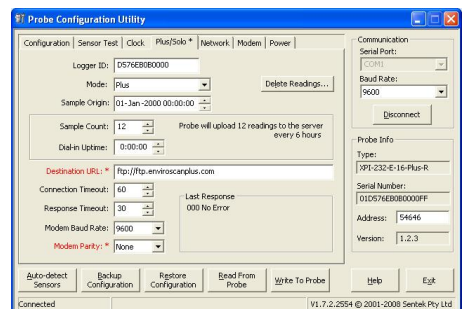 Probe Configuration Utility
Configuration Sensor Test Clock Plus/Solo * Network Modem Power
Logger ID: D576EB0B0000
Mode: Plus Delete Readings...
Sample Origin: 01-Jan-2000 00:00:00
Sample Count: 12 Probe will upload 12 readings to the server
every 6 hours
Dial-in Uptime: 0:00:00
Destination URL: * ftp://ftp.enviroscanplus.com
Connection Timeout: 60
Response Timeout: 30
Modem Baud Rate: 9600
Modem Parity: * None
Last Response
000 No Error
Communication
Serial Port:
COM1
Baud Rate:
9600
Disconnect
Probe Info
Type:
XPI-232-E-16-Plus-R
Serial Number:
01D576EB0B0000FF
Address: 54646
Version: 1.2.3
Auto-detect Sensors
Backup Configuration
Restore Configuration
Read From Probe
Write To Probe
Help
Exit
Connected V1.7.2.2554 © 2001-2008 Sentek Pty Ltd